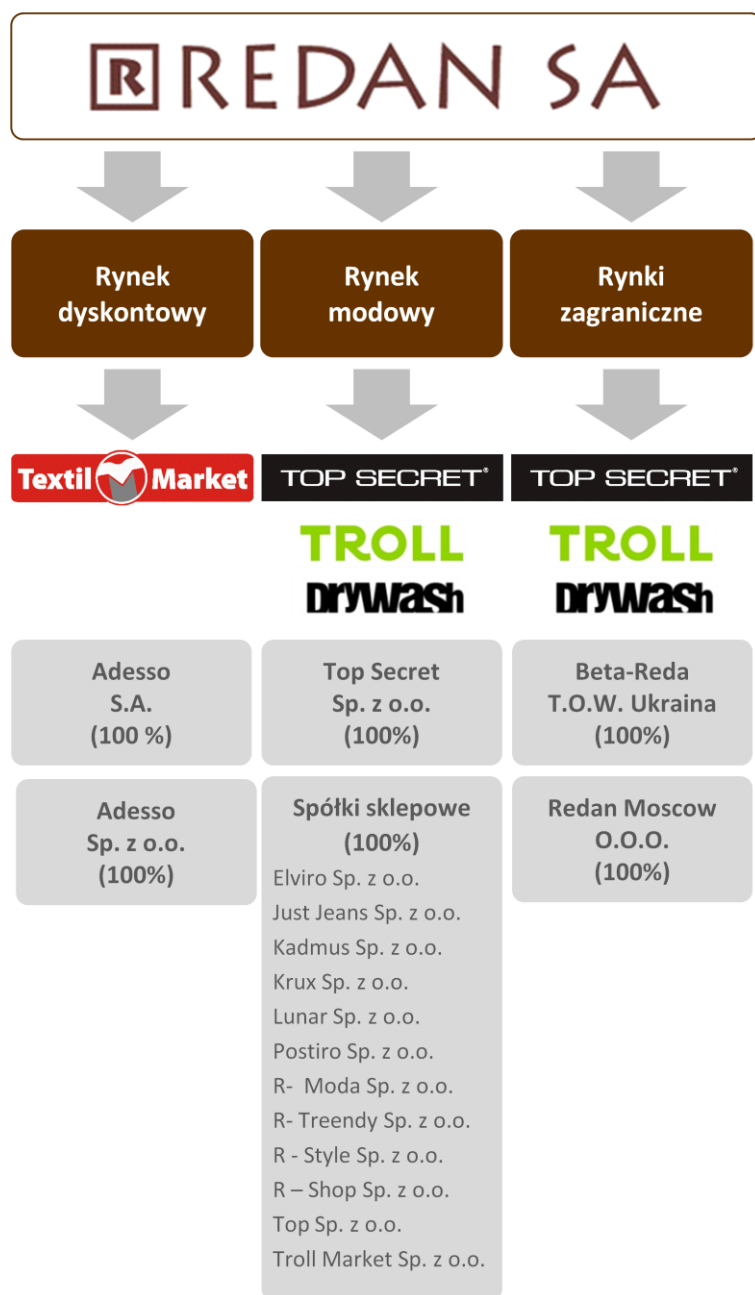 R REDAN SA
Rynek
dyskontowy
Rynek
modowy
Rynki
zagraniczne
Textil Market
TOP SECRET®
TOP SECRET®
TROLL
DRYWASH
TROLL
DRYWASH
Adesso
S.A.
(100 %)
Top Secret
Sp. z o.o.
(100%)
Beta-Reda
T.O.W. Ukraina
(100%)
Adesso
Sp. z o.o.
(100%)
Spółki sklepowe
(100%)
Elviro Sp. z o.o.
Just Jeans Sp. z o.o.
Kadmus Sp. z o.o.
Krux Sp. z o.o.
Lunar Sp. z o.o.
Postiro Sp. z o.o.
R-  Moda Sp. z o.o.
R- Treendy Sp. z o.o.
R - Style Sp. z o.o.
R – Shop Sp. z o.o.
Top Sp. z o.o.
Troll Market Sp. z o.o.
Redan Moscow
O.O.O.
(100%)